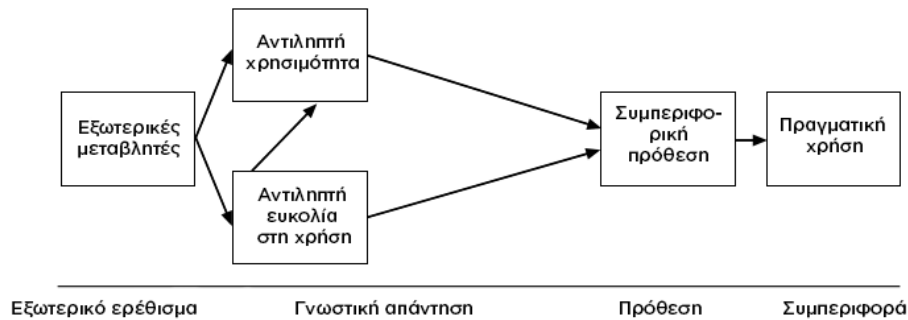 Αντιληπτή
χρησιμότητα
Εξωτερικές
μεταβλητές
Αντιληπτή
ευκολία
στη χρήση
Συμπεριφο-
ρική
πρόθεση
Πραγματική
χρήση
Εξωτερικό ερέθισμα
Γνωστική απάντηση
Πρόθεση
Συμπεριφορά